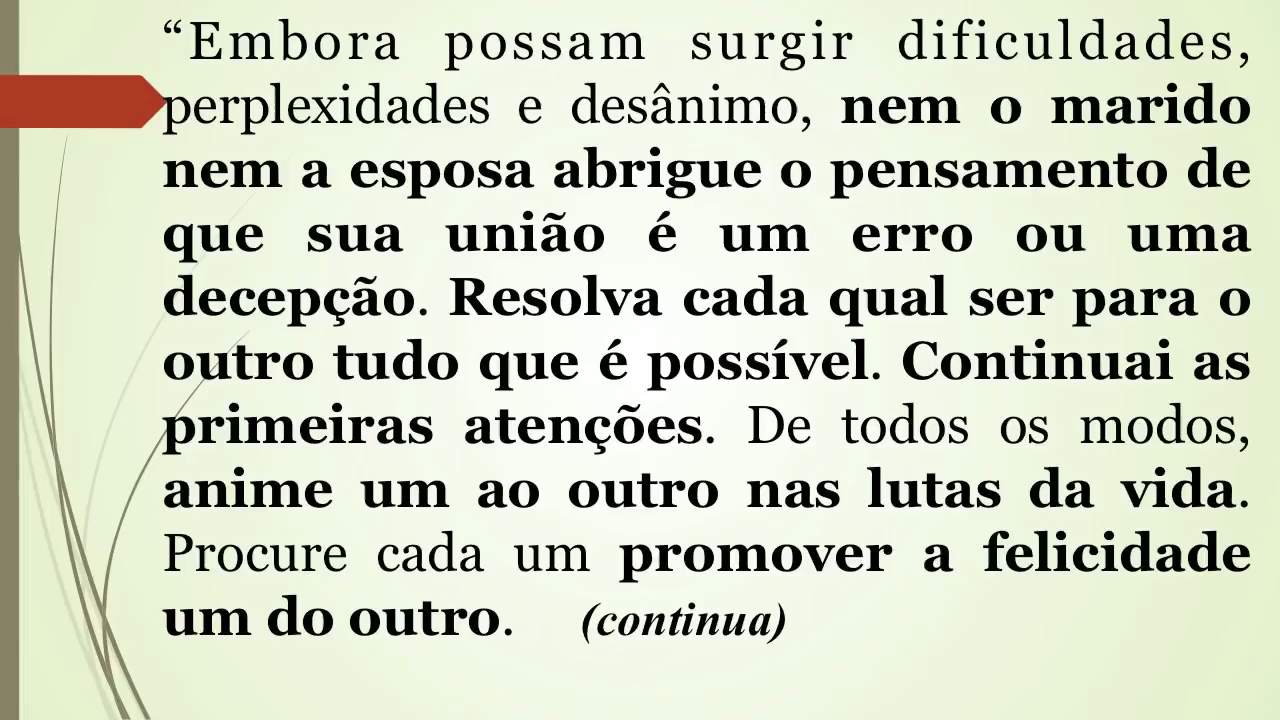 “Embora possam surgir dificuldades,
perplexidades e desânimo, nem o marido
nem a esposa abrigue o pensamento de
que sua união é um erro ou uma
decepção. Resolva cada qual ser para o
outro tudo que é possível. Continuai as
primeiras atenções. De todos os modos,
anime um ao outro nas lutas da vida.
Procure cada um promover a felicidade
um do outro. (continua)